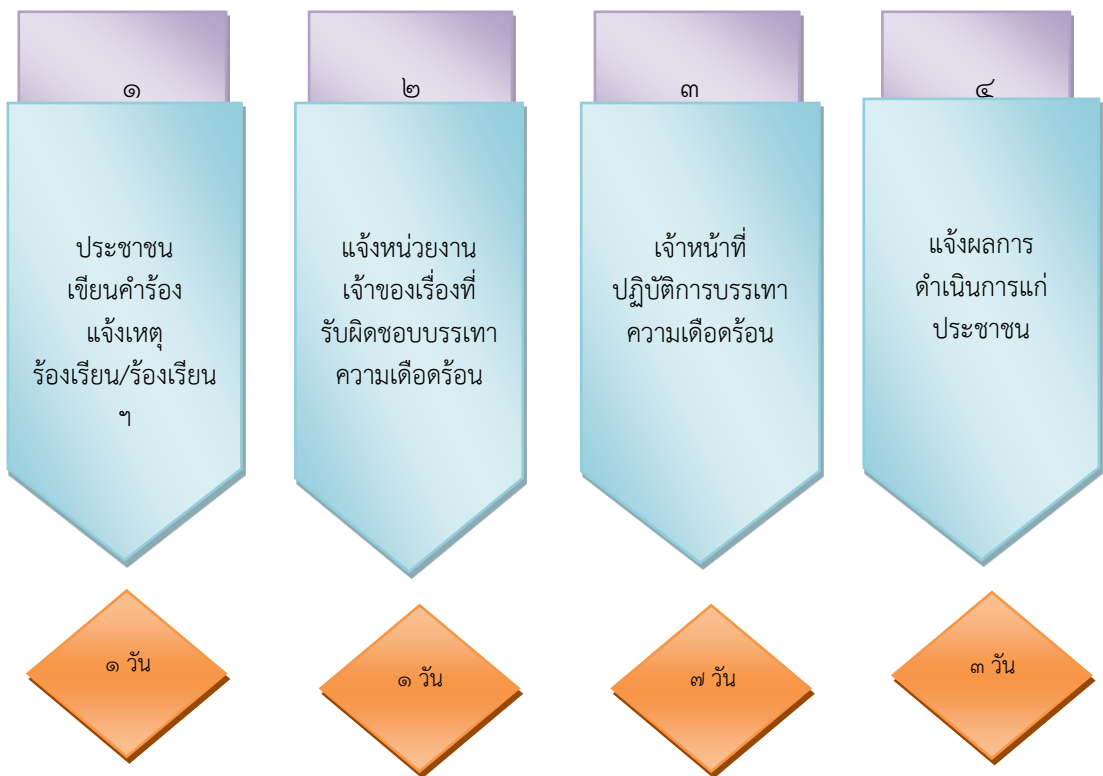 ๑
ประชาชน
เขียนคำร้อง
แจ้งเหตุ
ร้องเรียน/ร้องเรียน
ฯ
๑ วัน
๒
แจ้งหน่วยงาน
เจ้าของเรื่องที่
รับผิดชอบบรรเทา
ความเดือดร้อน
๑ วัน
๓
เจ้าหน้าที่
ปฏิบัติการบรรเทา
ความเดือดร้อน
๗ วัน
๔
แจ้งผลการ
ดำเนินการแก่
ประชาชน
๓ วัน